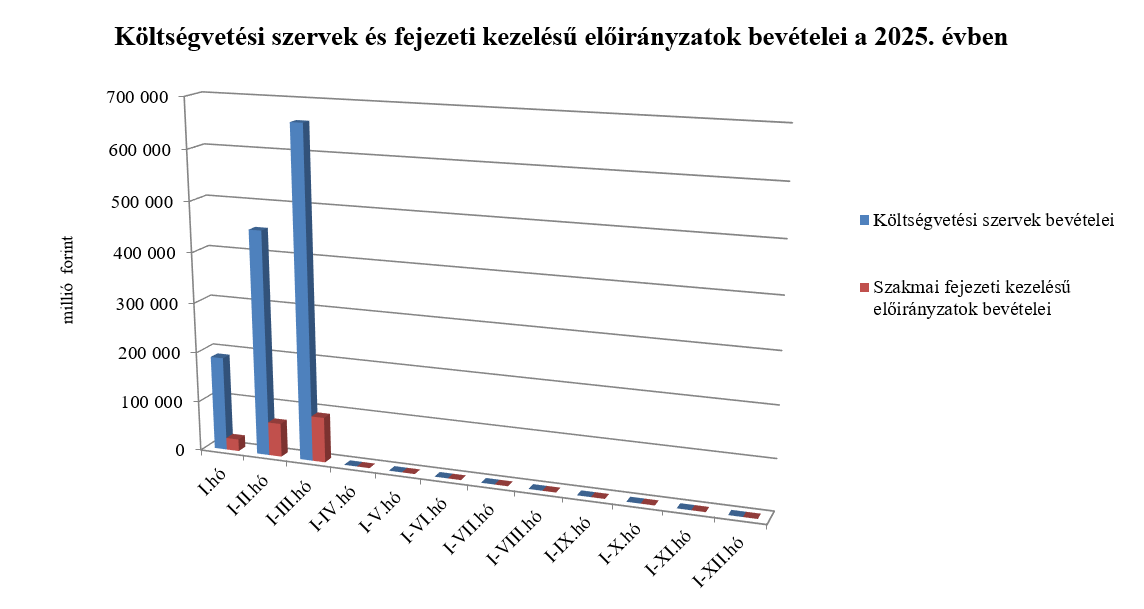 Költségvetési szervek és fejezeti kezelésű előirányzatok bevételei a 2025. évben
700 000
600 000
500 000
400 000
300 000
200 000
100 000
0
millió forint
I.hó
I-II.hó
I-III.hó
I-IV.hó
I-V.hó
I-VI.hó
I-VII.hó
I-VIII.hó
I-IX.hó
I-X.hó
I-XI.hó
I-XII.hó
Költségvetési szervek bevételei
Szakmai fejezeti kezelésű
előirányzatok bevételei